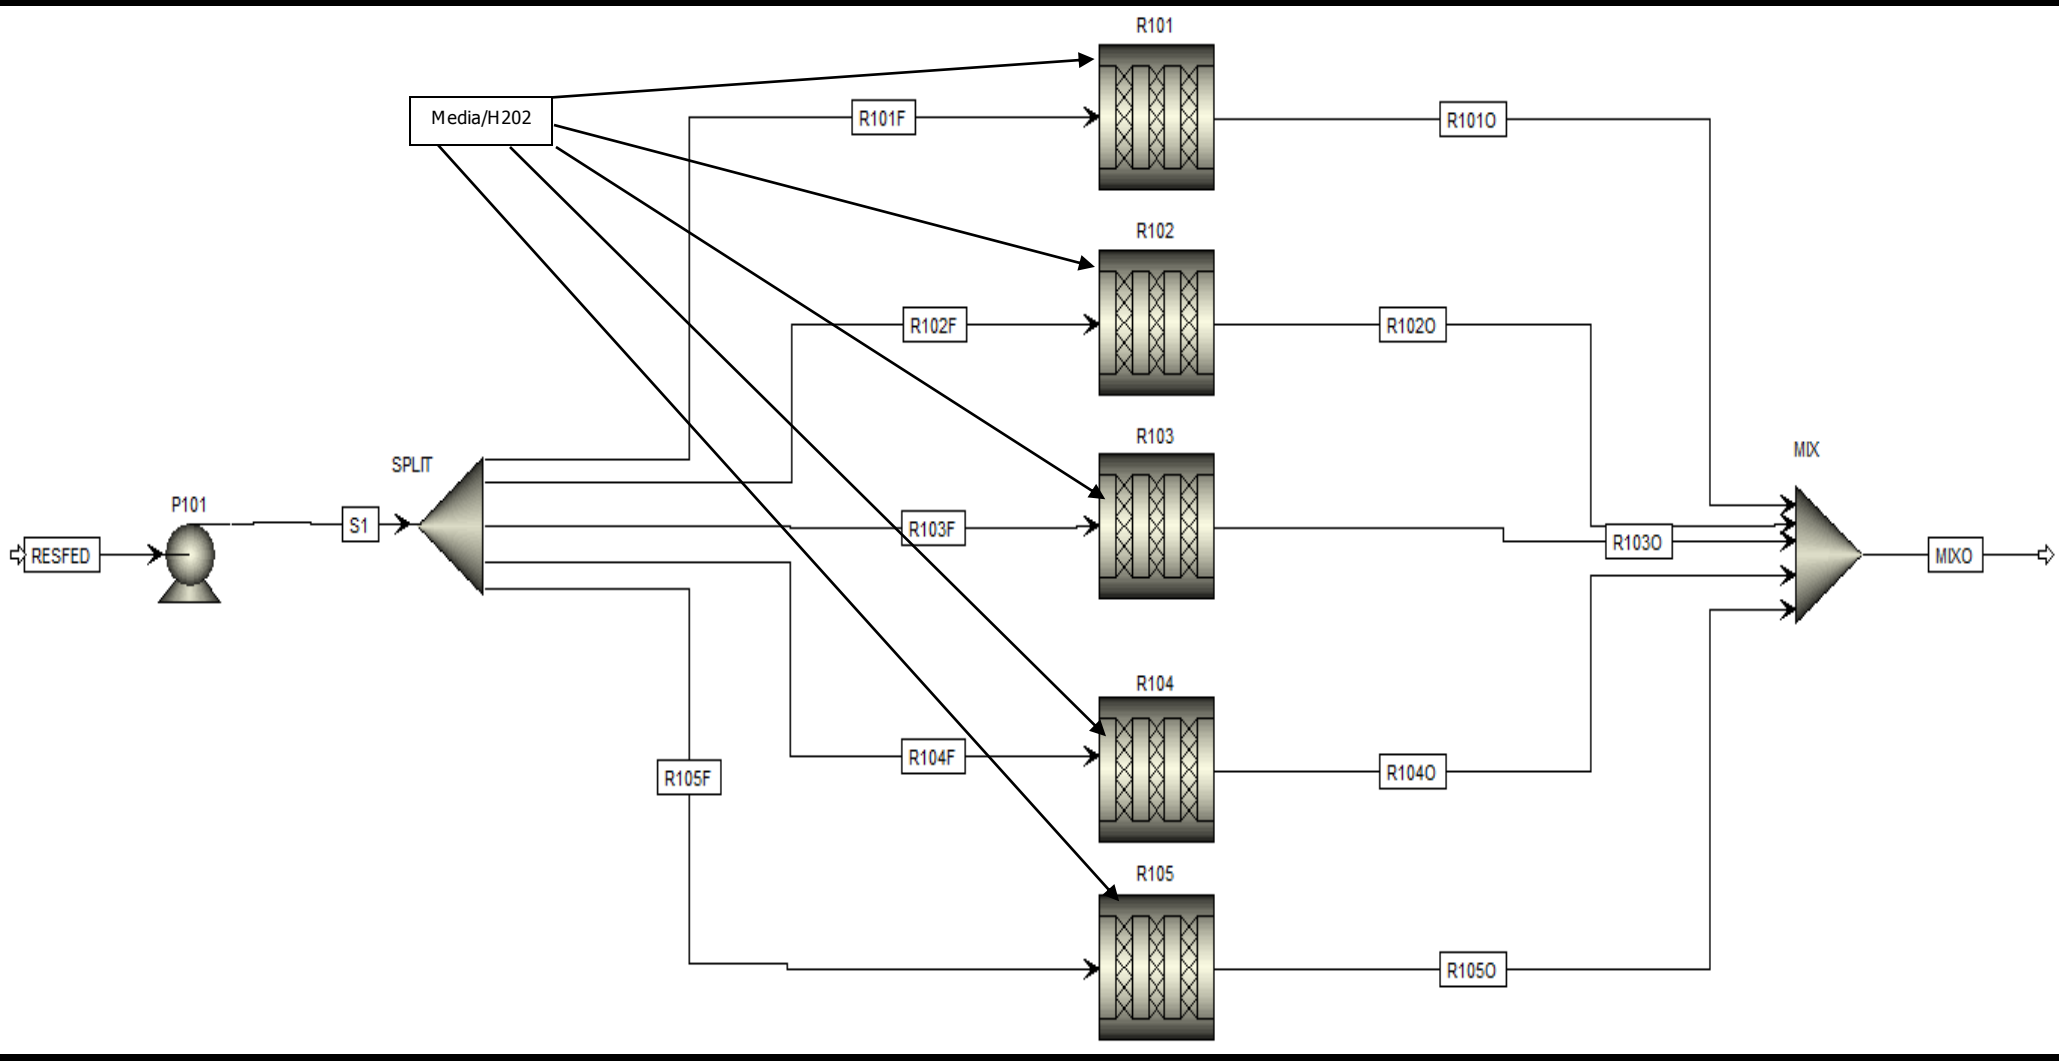 R101
Media/H202
R101F
R101O
R102
R102F
R102O
R103
MIX
SPLIT
P101
S1
R103F
R103O
RESFED
MIXO
R104
R104F
R104O
R105F
R105
R105O